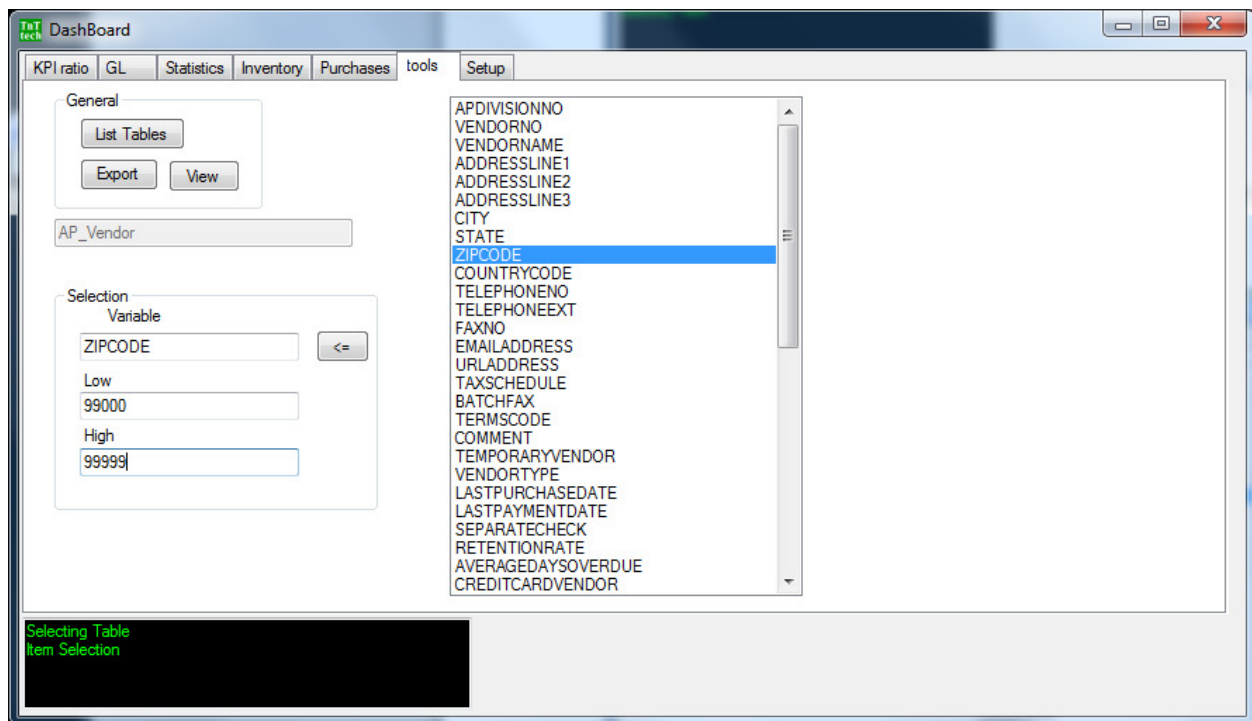 TnT
tech
DashBoard
KPI ratio GL Statistics Inventory Purchases tools Setup
General
List Tables
Export View
AP_Vendor
Selection
Variable
ZIPCODE <=
Low
99000
High
99999
APDIVISIONNO
VENDORNO
VENDORNAME
ADDRESSLINE1
ADDRESSLINE2
ADDRESSLINE3
CITY
STATE
ZIPCODE
COUNTRYCODE
TELEPHONENO
TELEPHONEEXT
FAXNO
EMAILADDRESS
URLADDRESS
TAXSCHEDULE
BATCHFAX
TERMSCODE
COMMENT
TEMPORARYVENDOR
VENDORTYPE
LASTPURCHASEDATE
LASTPAYMENTDATE
SEPARATECHECK
RETENTIONRATE
AVERAGEDAYSOVERDUE
CREDITCARDVENDOR
Selecting Table
Item Selection